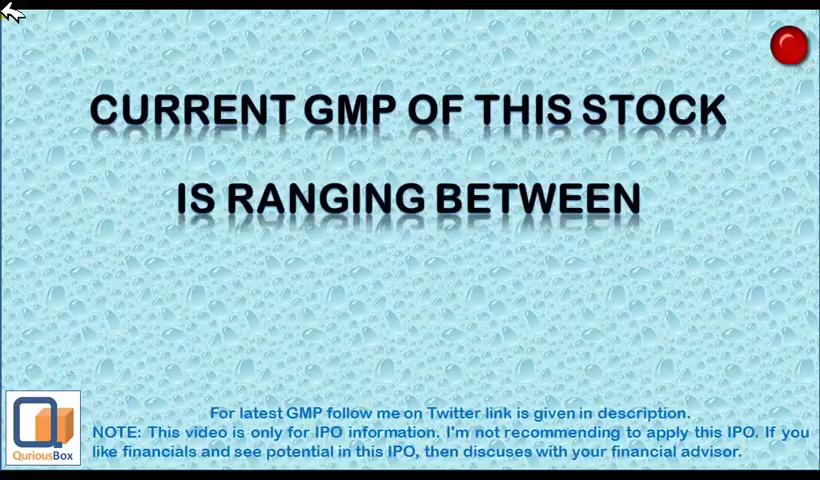 CURRENT GMP OF THIS STOCK
IS RANGING BETWEEN
For latest GMP follow me on Twitter link is given in description.
NOTE: This video is only for IPO information. I'm not recommending to apply this IPO. If you
like financials and see potential in this IPO, then discuses with your financial advisor.
QuriousBox